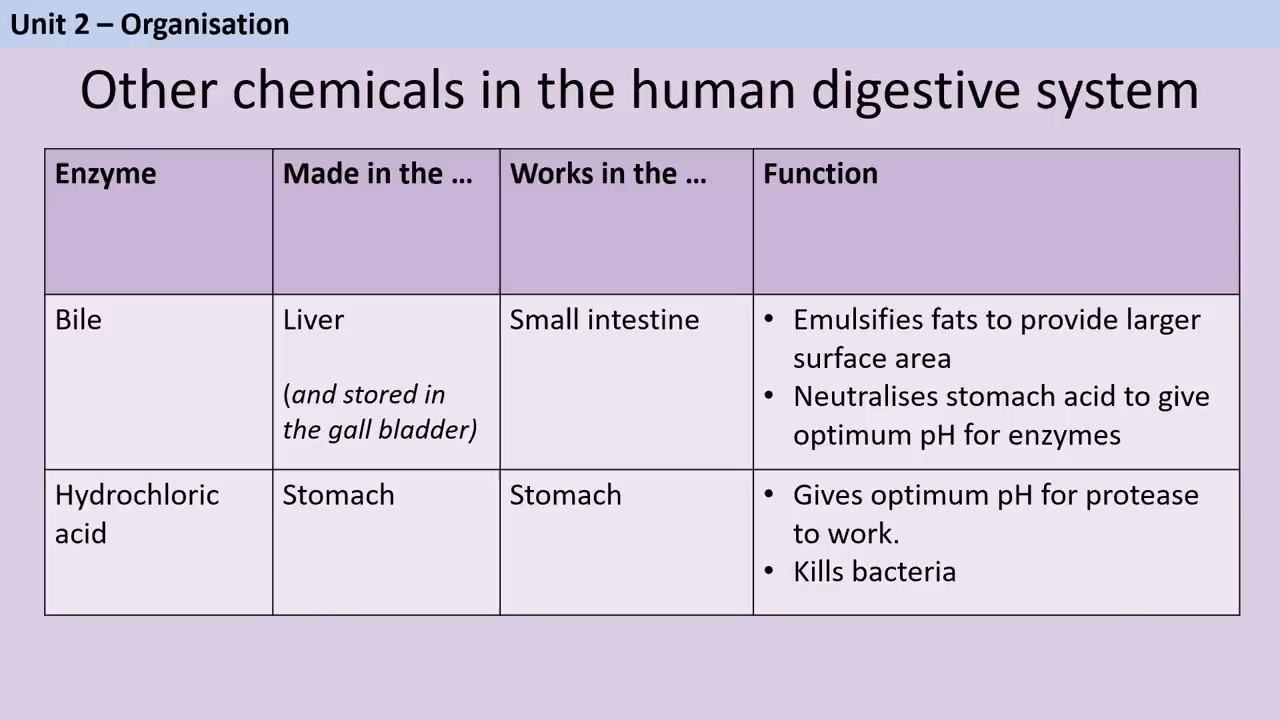 Unit 2 – Organisation
Other chemicals in the human digestive system
Enzyme
Made in the …
Works in the …
Function
Bile
Liver
(and stored in
the gall bladder)
Small intestine
• Emulsifies fats to provide larger
surface area
• Neutralises stomach acid to give
optimum pH for enzymes
Hydrochloric
acid
Stomach
Stomach
• Gives optimum pH for protease
to work.
• Kills bacteria